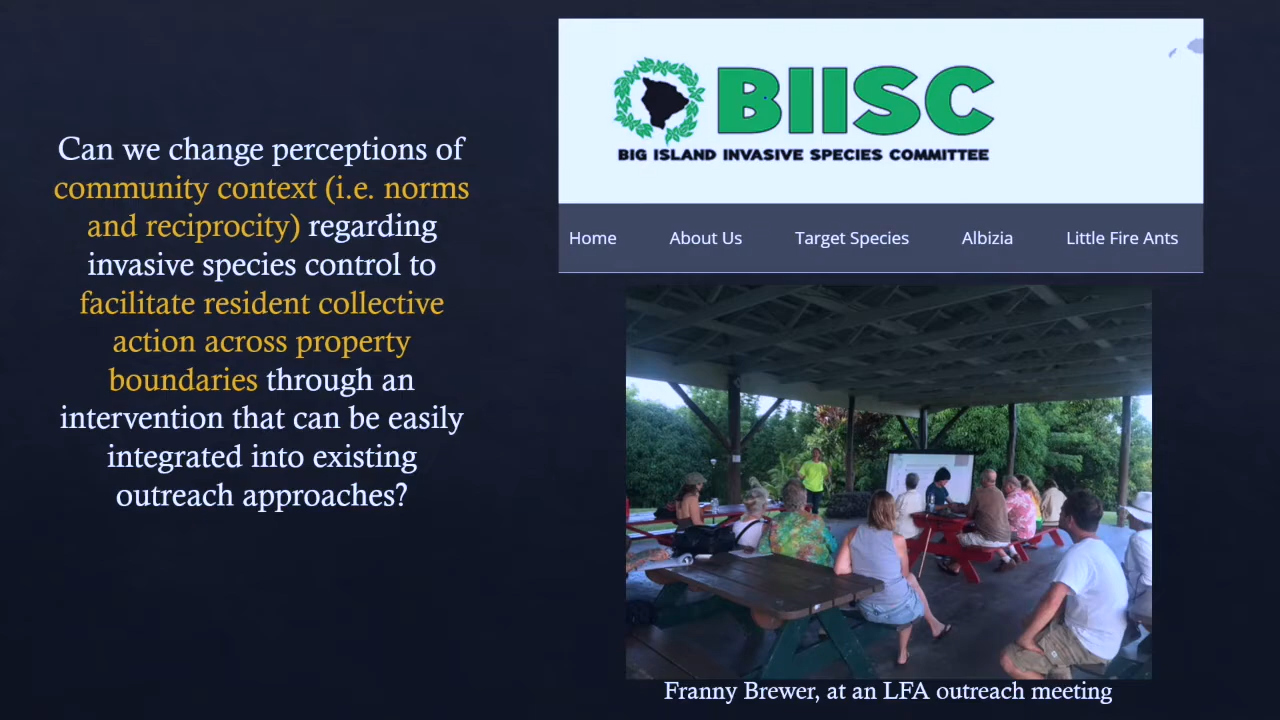 Can we change perceptions of
community context (i.e. norms
and reciprocity) regarding
invasive species control to
facilitate resident collective
action across property
boundaries through an
intervention that can be easily
integrated into existing
outreach approaches?
BIISC
BIG ISLAND INVASIVE SPECIES COMMITTEE
Home About Us Target Species Albizia Little Fire Ants
Franny Brewer, at an LFA outreach meeting